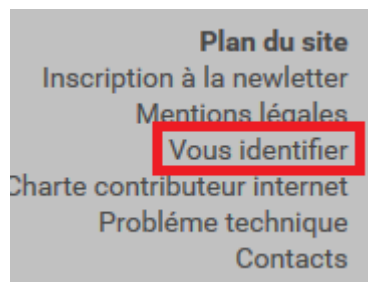 Plan du site
Inscription à la newletter
Mentions légales
Vous identifier
Charte contributeur internet
Probléme technique
Contacts